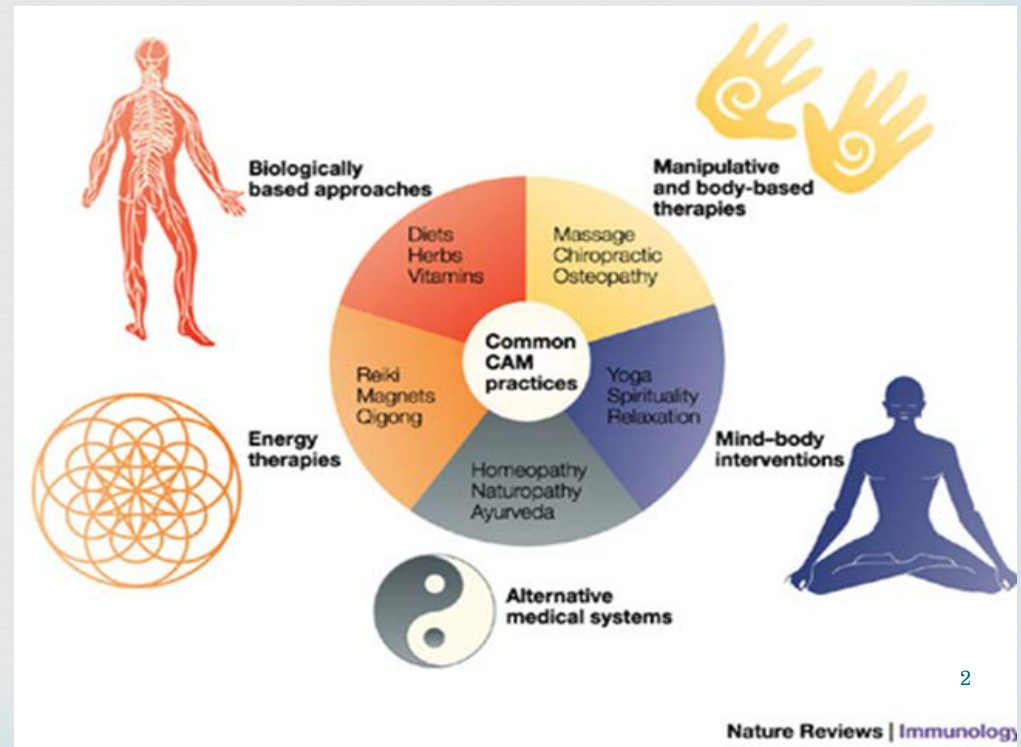 Biologically
based approaches
Manipulative
and body-based
therapies
Diets
Herbs
Vitamins
Massage
Chiropractic
Osteopathy
Common
CAM
practices
Reiki
Magnets
Qigong
Yoga
Spirituality
Relaxation
Energy
therapies
Mind–body
interventions
Homeopathy
Naturopathy
Ayurveda
Alternative
medical systems
2
Nature Reviews | Immunology